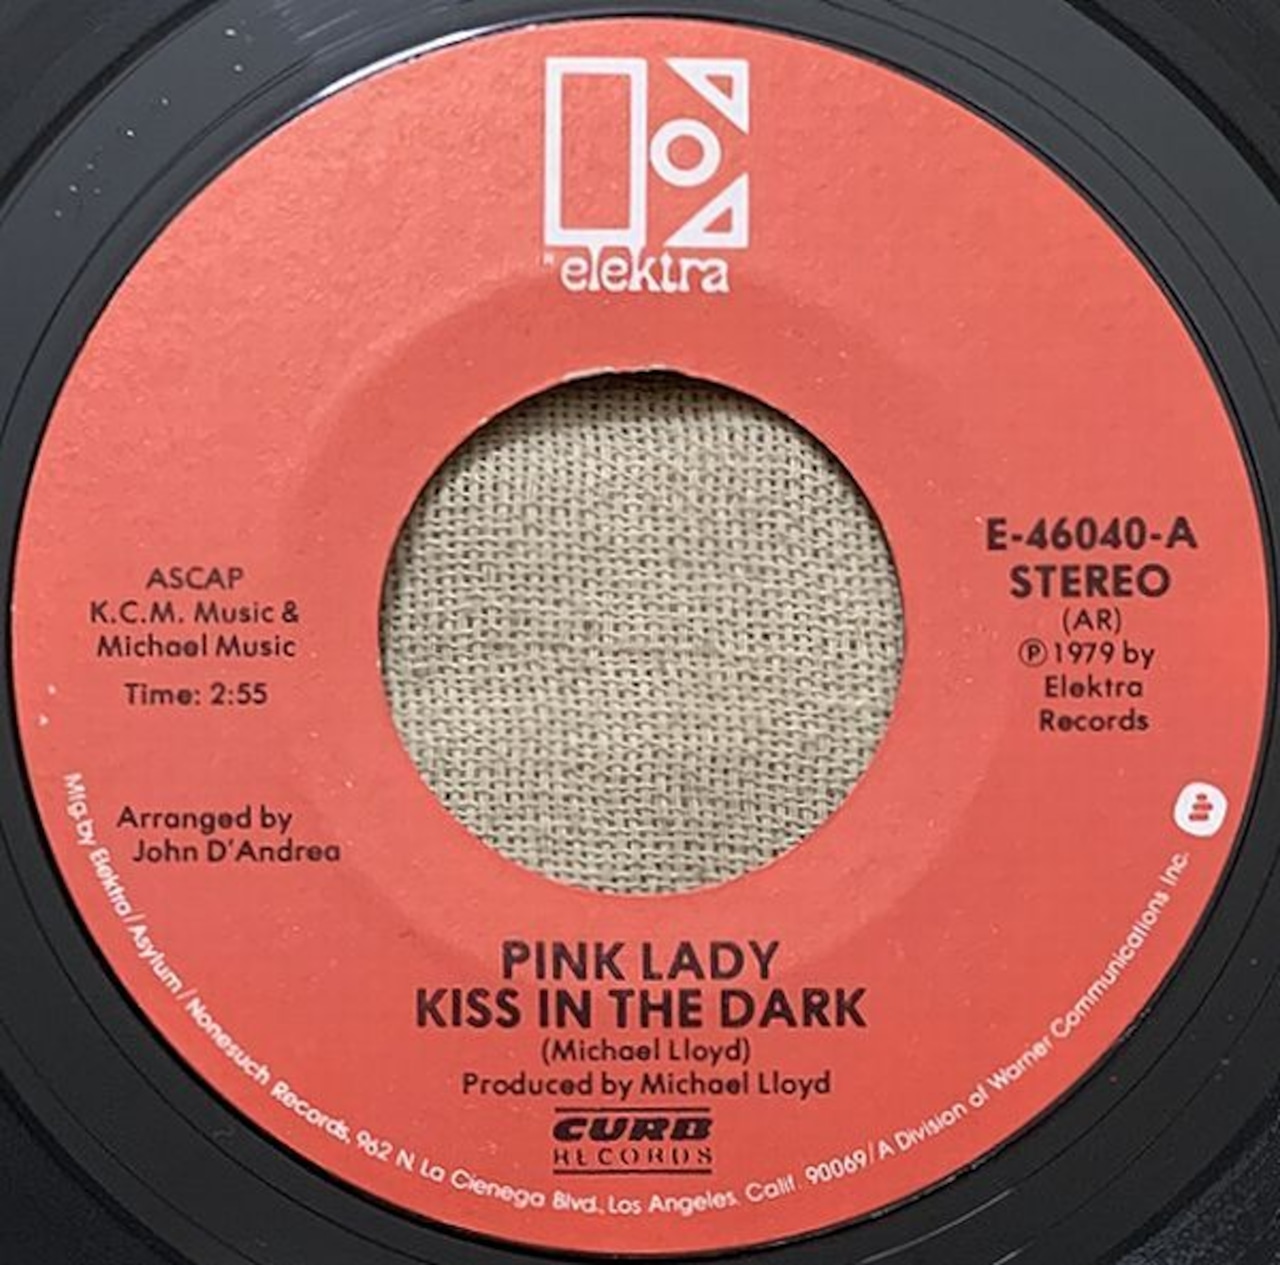 elektra
E-46040-A
STEREO
(AR)
℗ 1979 by
Elektra
Records
ASCAP
K.C.M. Music &
Michael Music
Time: 2:55
Arranged by
John D'Andrea
PINK LADY
KISS IN THE DARK
(Michael Lloyd)
Produced by Michael Lloyd
CURB
RECORDS
Mfg. by Elektra/Asylum/Nonesuch Records, 962 N. La Cienega Blvd., Los Angeles, Calif. 90069/A Division of Warner Communications Inc.